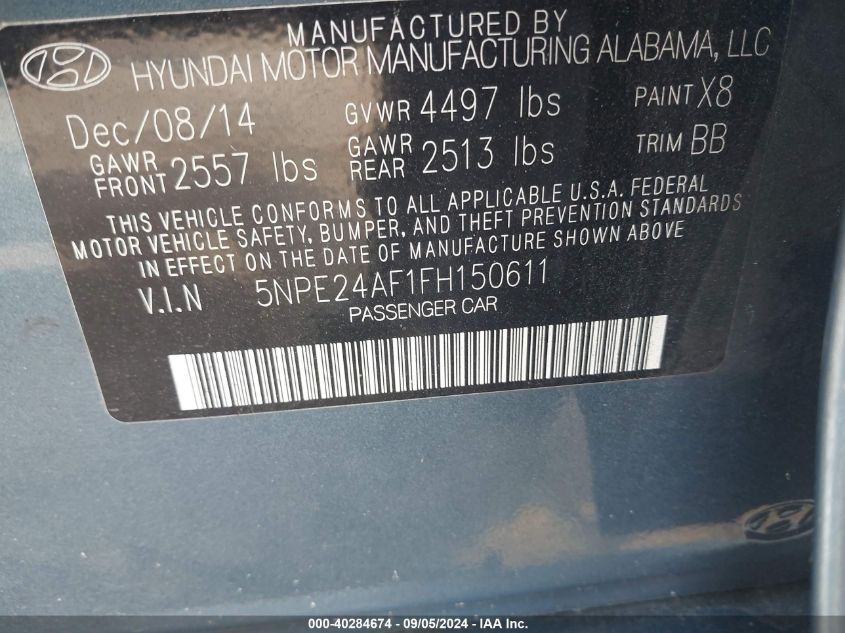 MANUFACTURED BY
HYUNDAI MOTOR MANUFACTURING ALABAMA, LLC
Dec/08/14 GVWR 4497 lbs PAINT X8
GAWR FRONT 2557 lbs GAWR REAR 2513 lbs TRIM BB
THIS VEHICLE CONFORMS TO ALL APPLICABLE U.S.A. FEDERAL
MOTOR VEHICLE SAFETY, BUMPER, AND THEFT PREVENTION STANDARDS
IN EFFECT ON THE DATE OF MANUFACTURE SHOWN ABOVE
V.I.N 5NPE24AF1FH150611
PASSENGER CAR
000-40284674 - 09/05/2024 - IAAI.com